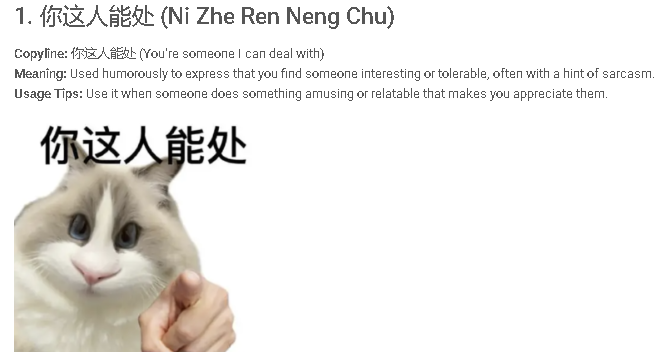 1. 你这人能处 (Ni Zhe Ren Neng Chu)
Copyline: 你这人能处 (You're someone I can deal with)
Meaning: Used humorously to express that you find someone interesting or tolerable, often with a hint of sarcasm.
Usage Tips: Use it when someone does something amusing or relatable that makes you appreciate them.
你这人能处